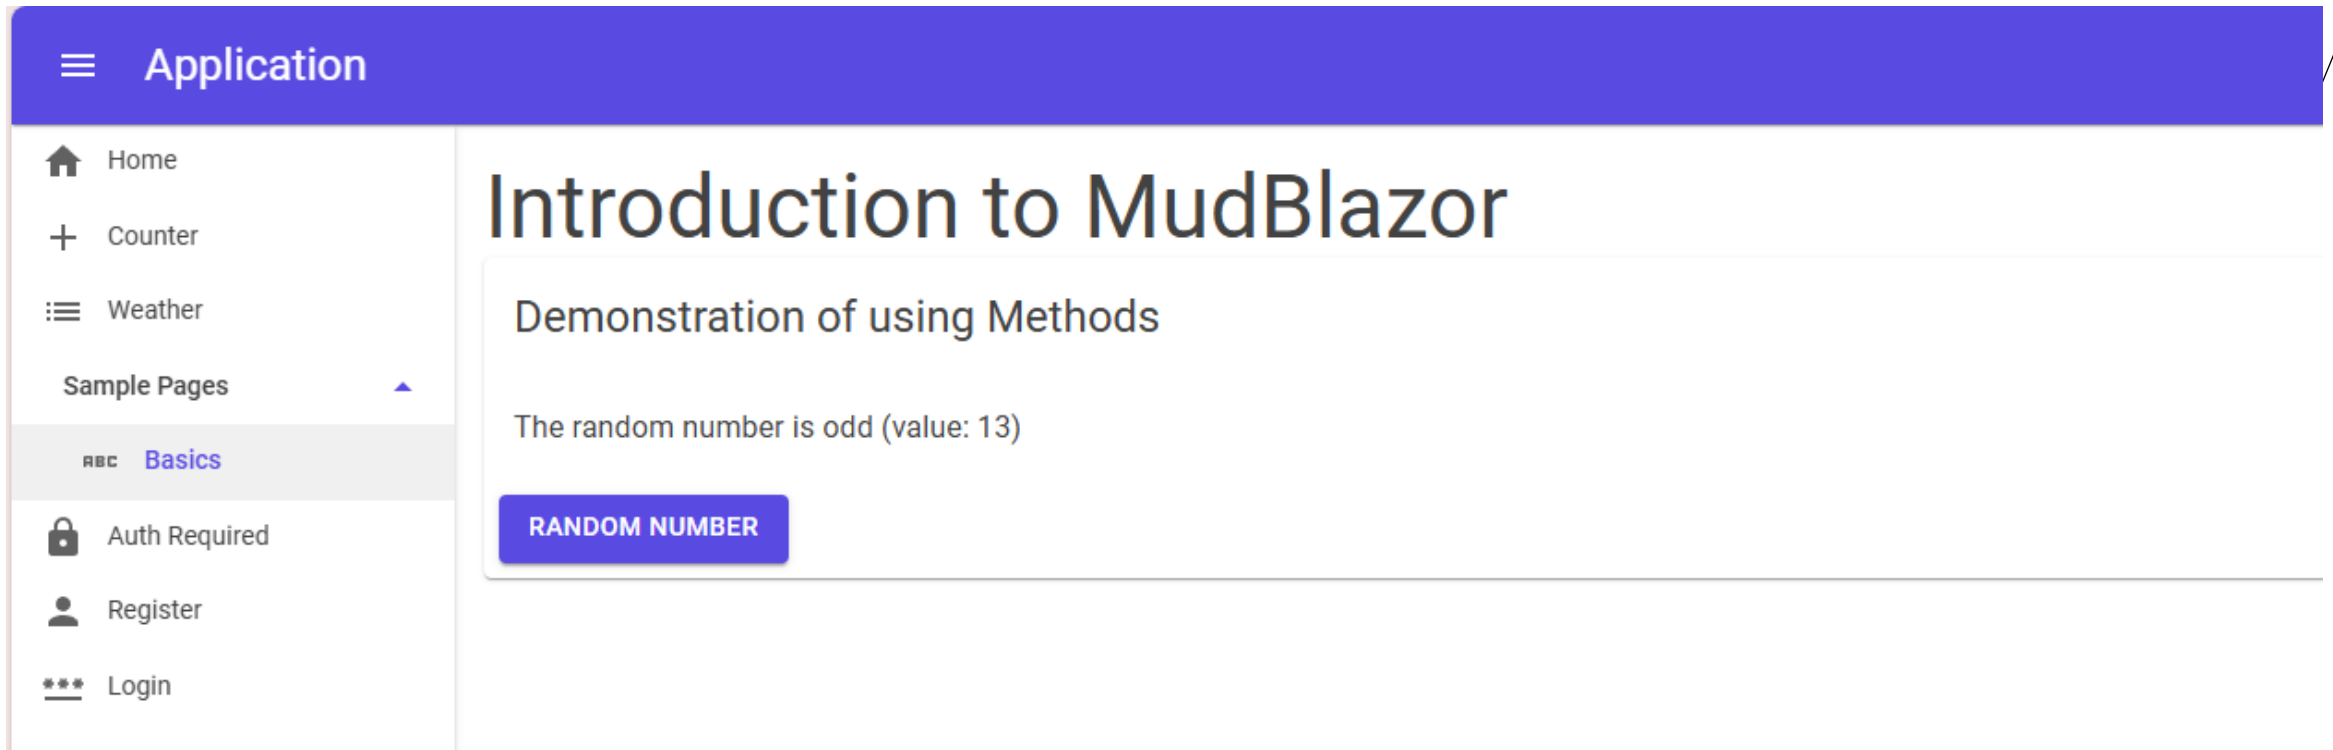 Application
Home
Counter
Weather
Sample Pages
ABC Basics
Auth Required
Register
Login
Introduction to MudBlazor
Demonstration of using Methods
The random number is odd (value: 13)
RANDOM NUMBER